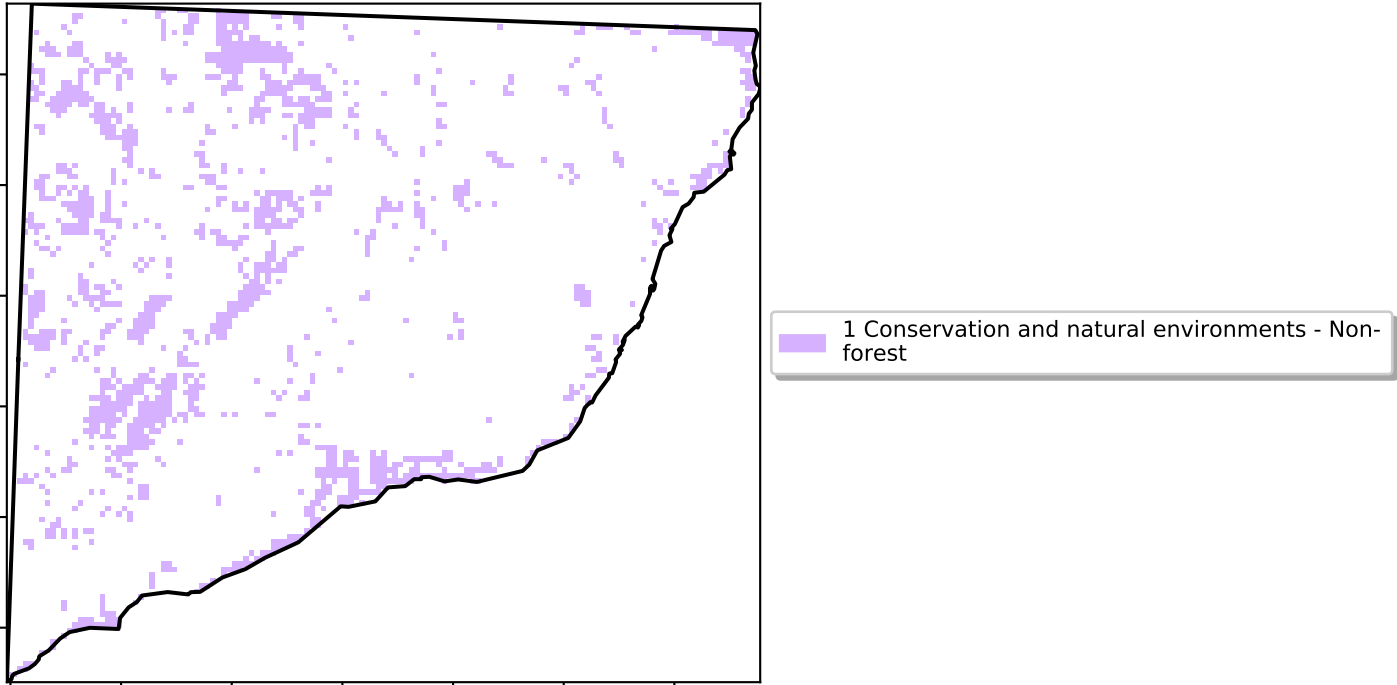 1 Conservation and natural environments - Non-
forest